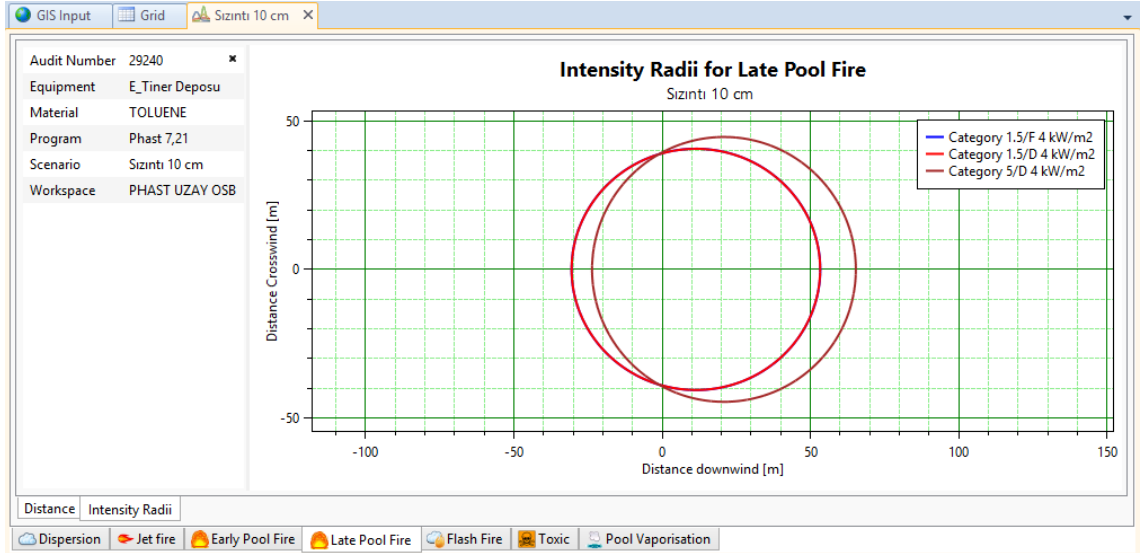 GIS Input
Grid
Sızıntı 10 cm
Audit Number 29240
Equipment E_Tiner Deposu
Material TOLUENE
Program Phast 7,21
Scenario Sızıntı 10 cm
Workspace PHAST UZAY OSB
Intensity Radii for Late Pool Fire
Sızıntı 10 cm
Category 1.5/F 4 kW/m2
Category 1.5/D 4 kW/m2
Category 5/D 4 kW/m2
Distance Crosswind [m]
50
0
-50
-100 -50 0 50 100 150
Distance downwind [m]
Distance Intensity Radii
Dispersion Jet fire Early Pool Fire Late Pool Fire Flash Fire Toxic Pool Vaporisation